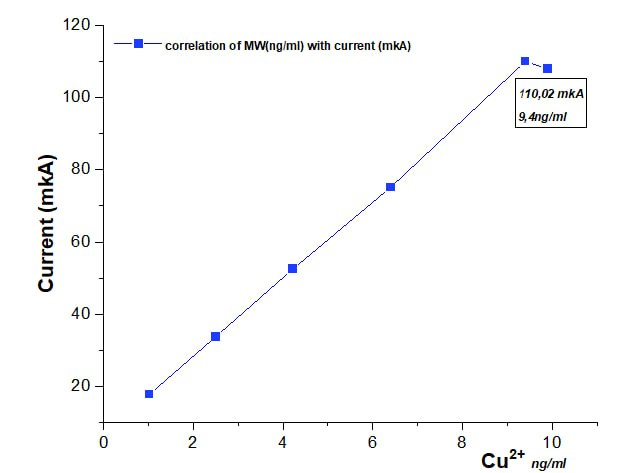 120
correlation of MW(ng/ml) with current (mkA)
100
110,02 mkA
9,4ng/ml
80
60
40
20
Current (mkA)
0 2 4 6 8 10
Cu²⁺ ng/ml